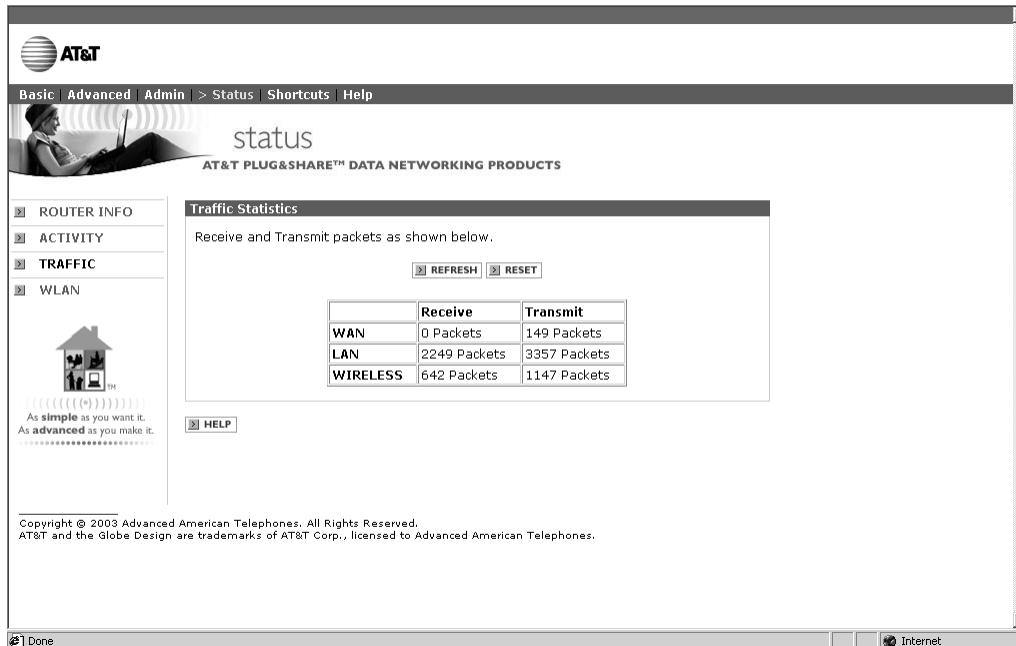 AT&T
Basic | Advanced | Admin | > Status | Shortcuts | Help
status
AT&T PLUG&SHARE™ DATA NETWORKING PRODUCTS
ROUTER INFO
ACTIVITY
TRAFFIC
WLAN
TM
As simple as you want it.
As advanced as you make it.
Traffic Statistics
Receive and Transmit packets as shown below.
REFRESH RESET
Receive Transmit
WAN 0 Packets 149 Packets
LAN 2249 Packets 3357 Packets
WIRELESS 642 Packets 1147 Packets
HELP
Copyright © 2003 Advanced American Telephones. All Rights Reserved.
AT&T and the Globe Design are trademarks of AT&T Corp., licensed to Advanced American Telephones.
Done Internet